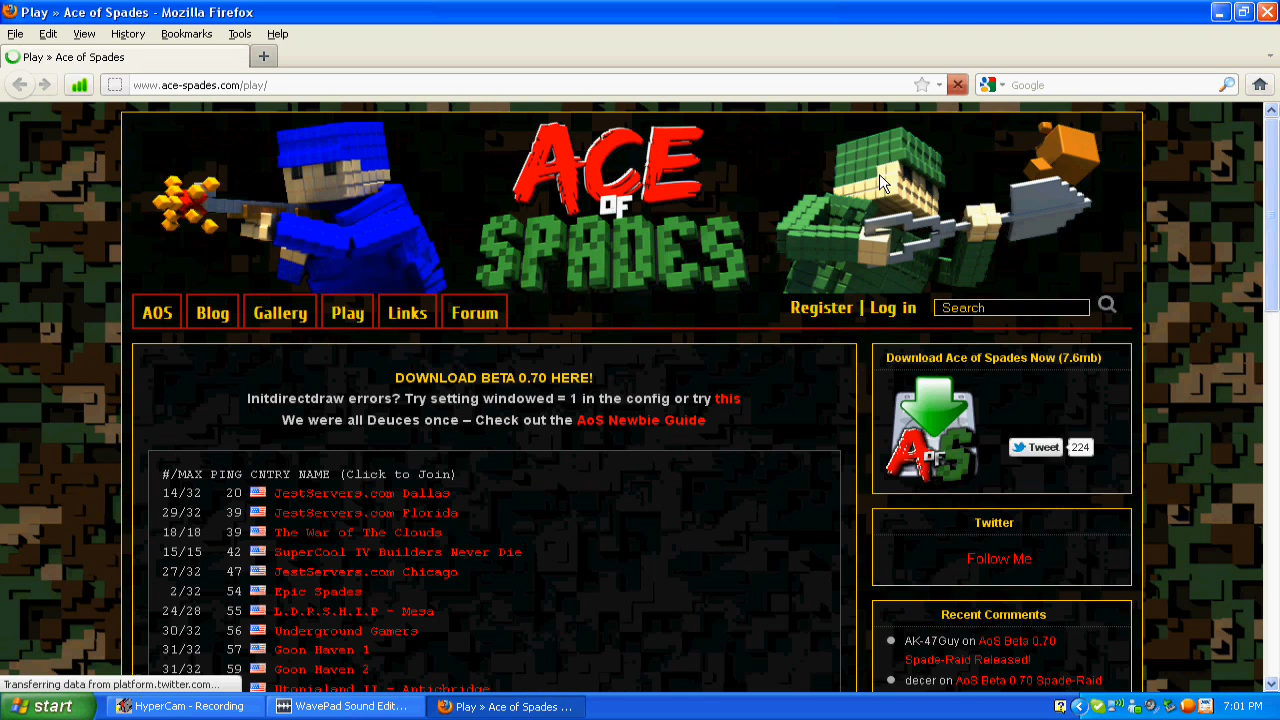 Play » Ace of Spades - Mozilla Firefox
File Edit View History Bookmarks Tools Help
Play » Ace of Spades
www.ace-spades.com/play/
Google
ACE
OF
SPADES
AOS Blog Gallery Play Links Forum
Register | Log in
Search
DOWNLOAD BETA 0.70 HERE!
Initdirectdraw errors? Try setting windowed = 1 in the config or try this
We were all Deuces once – Check out the AoS Newbie Guide
#/MAX PING CNTRY NAME (Click to Join)
14/32 20 JestServers.com Dallas
29/32 39 JestServers.com Florida
18/18 39 The War of The Clouds
15/15 42 SuperCool IV Builders Never Die
27/32 47 JestServers.com Chicago
2/32 54 Epic Spades
24/28 55 L.D.P.S.H.I.P - Mesa
30/32 56 Underground Gamers
31/32 57 Goon Haven 1
31/32 59 Goon Haven 2
Utopialand II - Anticbridge
Download Ace of Spades Now (7.6mb)
A of S
Tweet 224
Twitter
Follow Me
Recent Comments
AK-47Guy on AoS Beta 0.70
Spade-Raid Released!
decer on AoS Beta 0.70 Spade-Raid
Transferring data from platform.twitter.com...
start
HyperCam - Recording
WavePad Sound Edit...
Play » Ace of Spades ...
7:01 PM